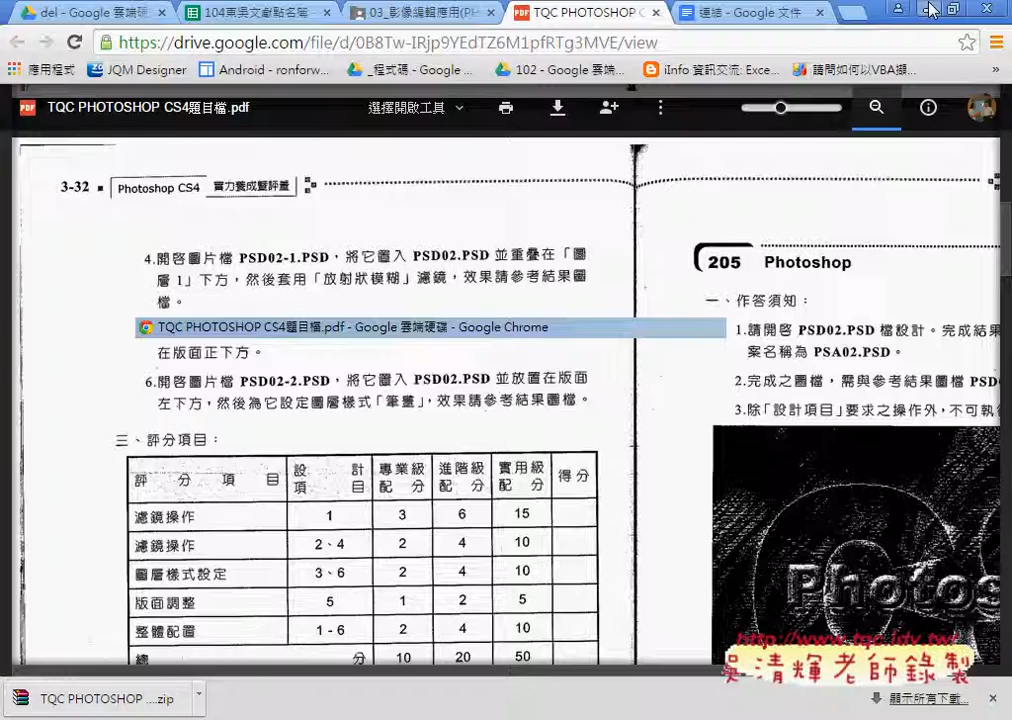 del - Google 雲端硬
104東吳文獻點名簿
03_影像編輯應用(PH
TQC PHOTOSHOP C
連結 - Google 文件
https://drive.google.com/file/d/0B8Tw-IRjp9YEdTZ6M1pfRTg3MVE/view
應用程式
JQM Designer
Android - ronforw...
_程式碼 - Google ...
102 - Google 雲端...
iInfo 資訊交流: Exce...
請問如何以VBA擷...
»
TQC PHOTOSHOP CS4題目檔.pdf
選擇開啟工具
3-32 ■ Photoshop CS4 實力養成暨評量
4.開啓圖片檔 PSD02-1.PSD,將它置入 PSD02.PSD 並重疊在「圖
層 1」下方,然後套用「放射狀模糊」濾鏡,效果請參考結果圖
檔。
TQC PHOTOSHOP CS4題目檔.pdf - Google 雲端硬碟 - Google Chrome
在版面正下方。
6.開啓圖片檔 PSD02-2.PSD,將它置入 PSD02.PSD 並放置在版面
左下方,然後為它設定圖層樣式「筆畫」,效果請參考結果圖檔。
三、評分項目:
評 分 項 目 設 計 項 目 專業級 配 分 進階級 配 分 實用級 配 分 得分
濾鏡操作 1 3 6 15
濾鏡操作 2、4 2 4 10
圖層樣式設定 3、6 2 4 10
版面調整 5 1 2 5
整體配置 1-6 2 4 10
總 分 10 20 50
205 Photoshop
一、作答須知:
1.請開啓 PSD02.PSD 檔設計。完成結果
案名稱為 PSA02.PSD。
2.完成之圖檔,需與參考結果圖檔 PSD
3.除「設計項目」要求之操作外,不可執
Photos
http://www.tqc.idv.tw/
吳清輝老師錄製
TQC PHOTOSHOP ....zip
顯示所有下載...